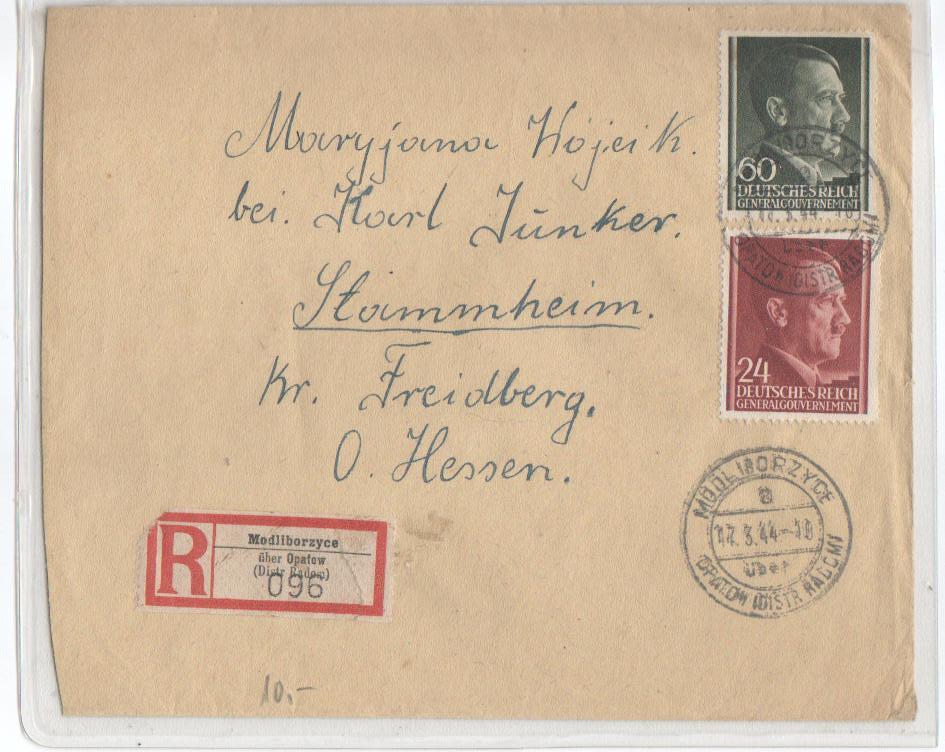 Maryjana Wójcik.
bei. Karl Junker.
Stammheim.
Kr. Freidberg.
O. Hessen.
60
DEUTSCHES REICH
GENERALGOUVERNEMENT
24
DEUTSCHES REICH
GENERALGOUVERNEMENT
MODLIBORZYCE
a
17.3.44-10
über
OPATOW (DISTR RADOM)
R
Modliborzyce
über Opatow
(Distr Radom)
096
10.-